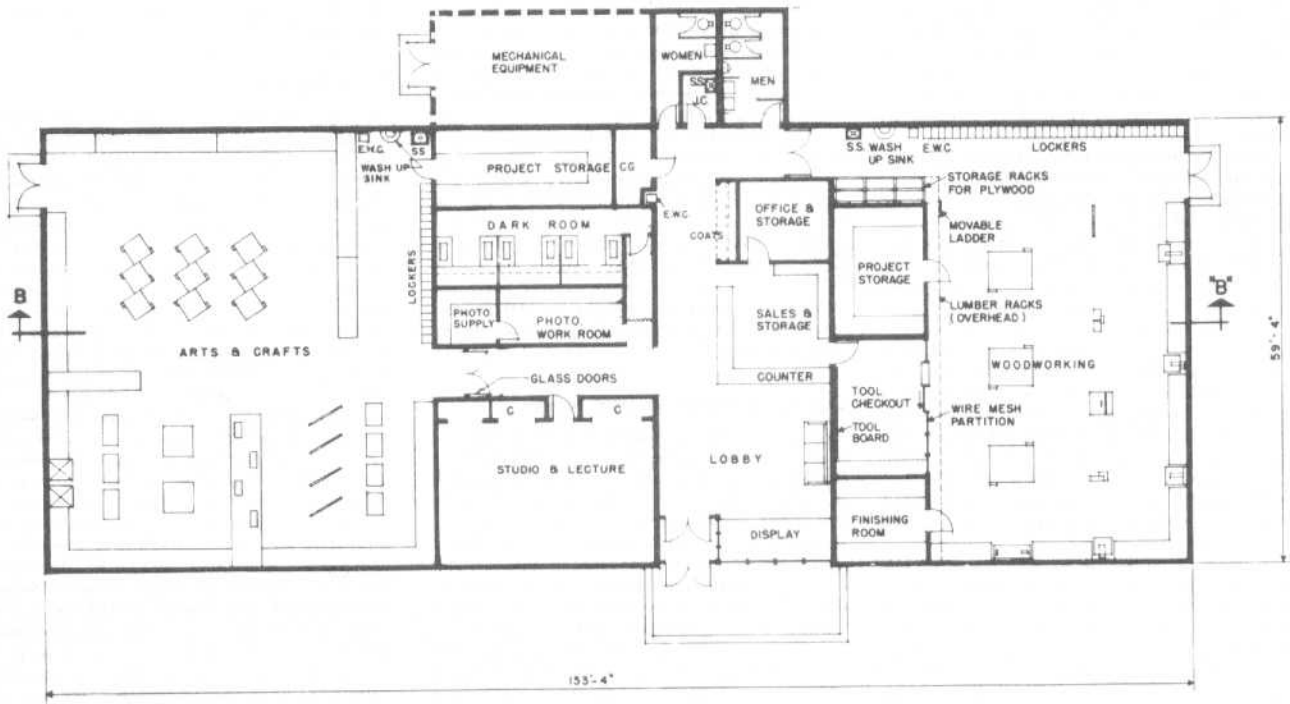 MECHANICAL
EQUIPMENT
WOMEN
S.S.
J.C
MEN
E.W.C.
WASH UP
SINK
SS
PROJECT STORAGE
CG
E.W.C.
S.S. WASH
UP SINK
E.W.C
LOCKERS
STORAGE RACKS
FOR PLYWOOD
OFFICE &
STORAGE
COATS
MOVABLE
LADDER
DARK ROOM
LOCKERS
PROJECT
STORAGE
B
"B"
LUMBER RACKS
(OVERHEAD)
PHOTO
SUPPLY
PHOTO
WORK ROOM
SALES &
STORAGE
ARTS & CRAFTS
WOODWORKING
59'-4"
GLASS DOORS
COUNTER
TOOL
CHECKOUT
WIRE MESH
PARTITION
TOOL
BOARD
C
C
LOBBY
STUDIO & LECTURE
FINISHING
ROOM
DISPLAY
153'-4"